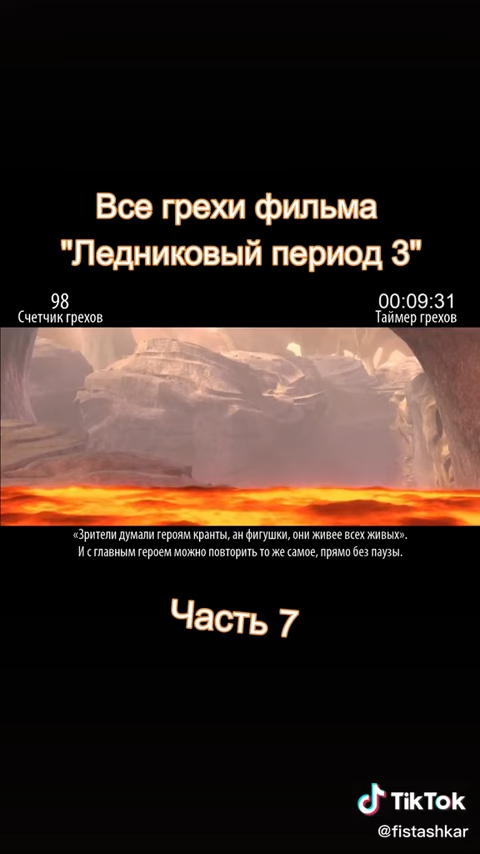 Все грехи фильма
"Ледниковый период 3"
98
Счетчик грехов
00:09:31
Таймер грехов
«Зрители думали героям кранты, ан фигушки, они живее всех живых».
И с главным героем можно повторить то же самое, прямо без паузы.
Часть 7
TikTok
@fistashkar